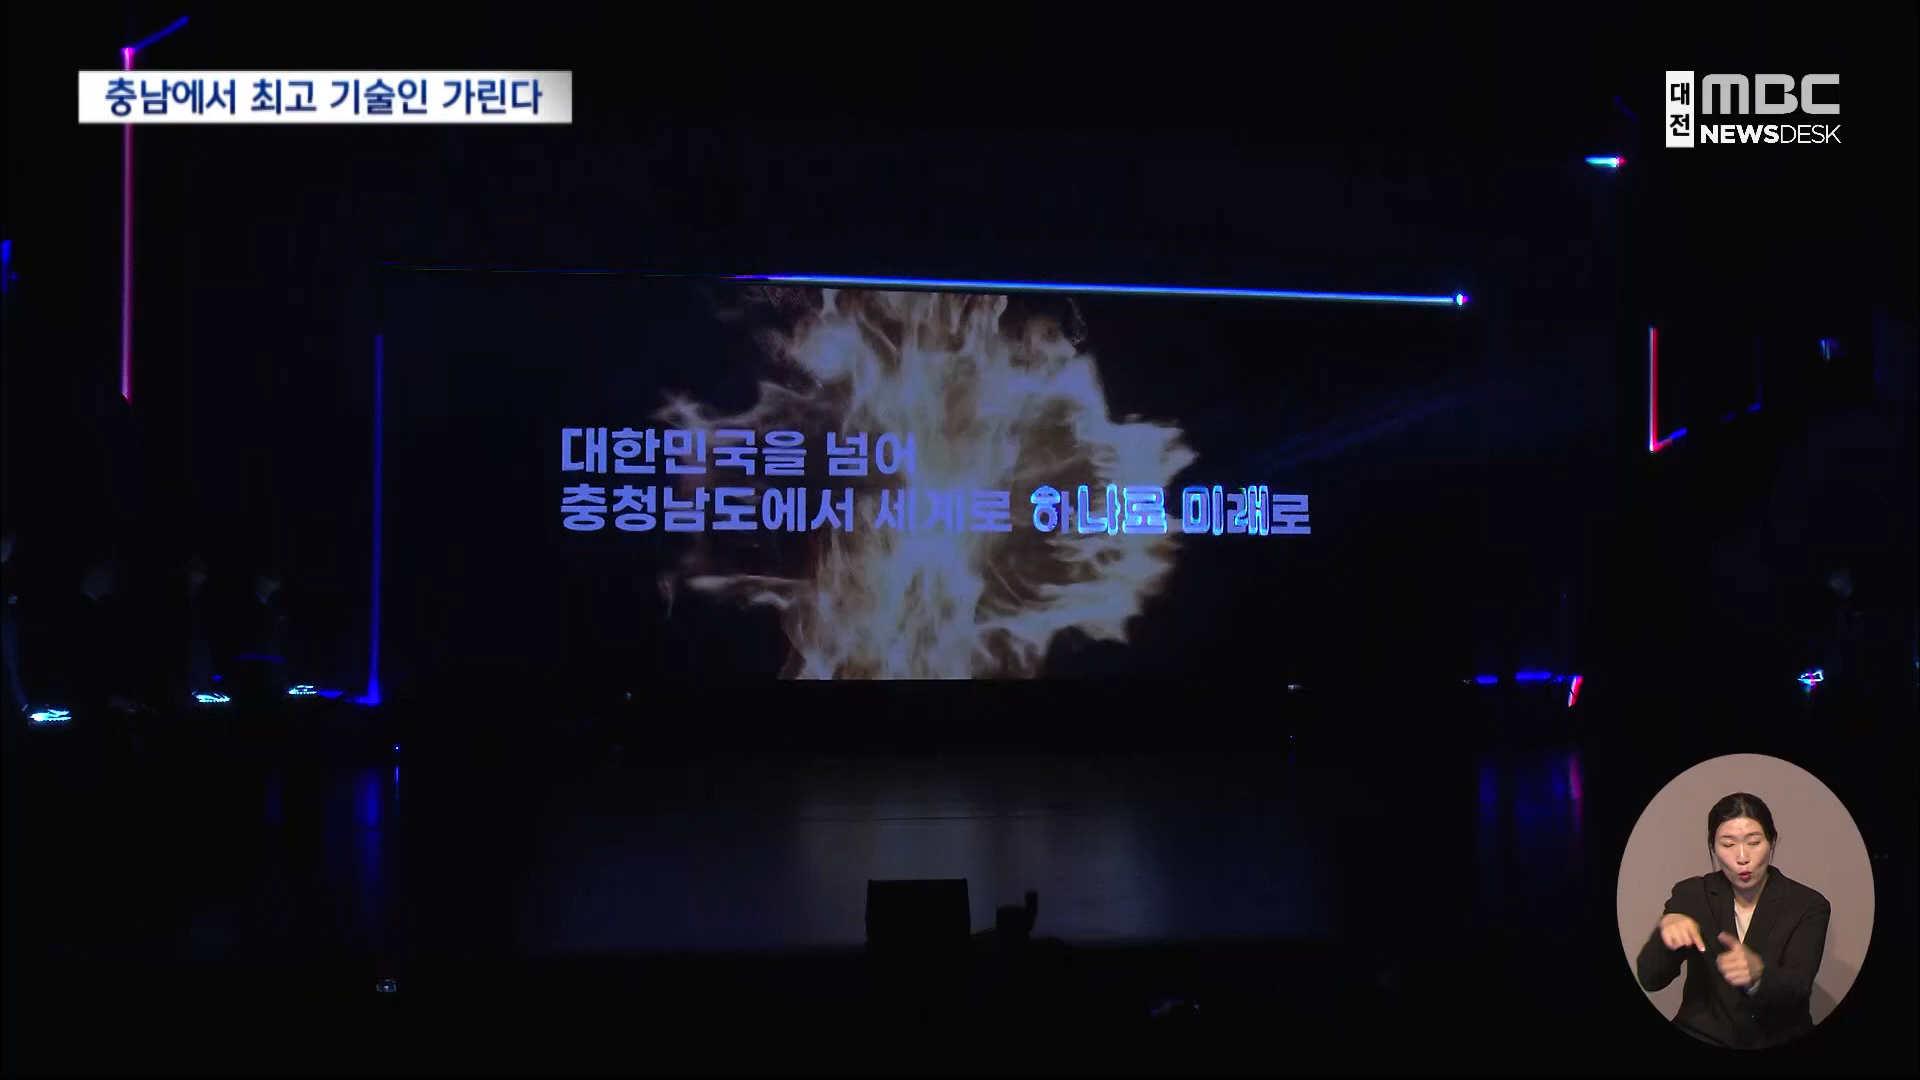 충남에서 최고 기술인 가린다
대전
MBC
NEWSDESK
대한민국을 넘어
충청남도에서 세계로 하나로 미래로